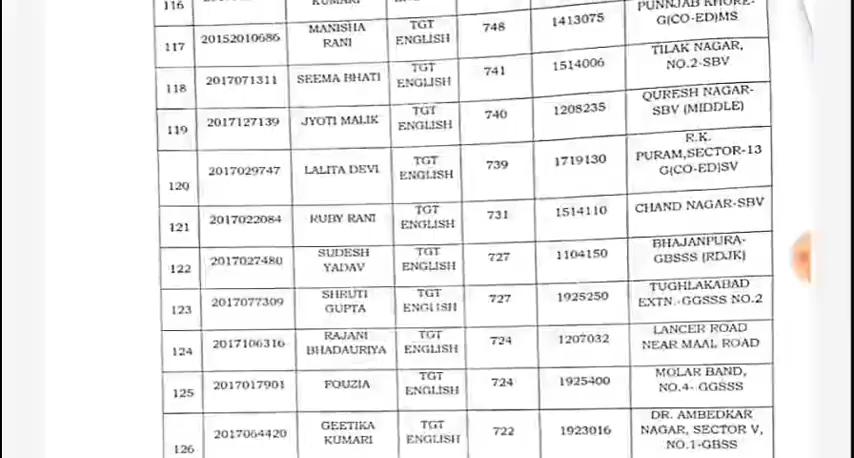 116 KUMARI PUNNJAB KHORE-
117 20152010686 MANISHA RANI TGT ENGLISH 748 1413075 G(CO-ED)MS
118 2017071311 SEEMA BHATI TGT ENGLISH 741 1514006 TILAK NAGAR, NO.2-SBV
119 2017127139 JYOTI MALIK TGT ENGLISH 740 1208235 QURESH NAGAR- SBV (MIDDLE)
120 2017029747 LALITA DEVI TGT ENGLISH 739 1719130 R.K. PURAM,SECTOR-13 G(CO-ED)SV
121 2017022084 RUBY RANI TGT ENGLISH 731 1514110 CHAND NAGAR-SBV
122 2017027480 SUDESH YADAV TGT ENGLISH 727 1104150 BHAJANPURA- GBSSS (RDJK)
123 2017077309 SHRUTI GUPTA TGT ENGLISH 727 1925250 TUGHLAKABAD EXTN.-GGSSS NO.2
124 2017106316 RAJANI BHADAURIYA TGT ENGLISH 724 1207032 LANCER ROAD NEAR MAAL ROAD
125 2017017901 FOUZIA TGT ENGLISH 724 1925400 MOLAR BAND, NO.4- GGSSS
126 2017064420 GEETIKA KUMARI TGT ENGLISH 722 1923016 DR. AMBEDKAR NAGAR, SECTOR V, NO.1-GBSS